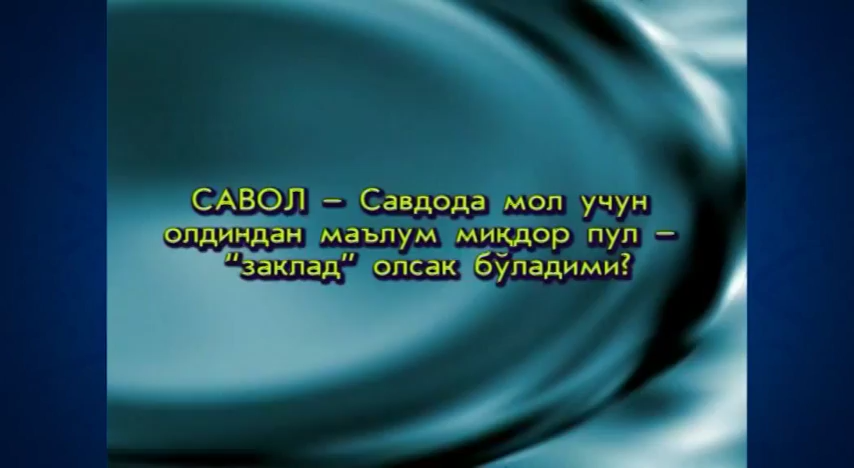 САВОЛ – Савдода мол учун
олдиндан маълум миқдор пул –
“заклад” олсак бўладими?